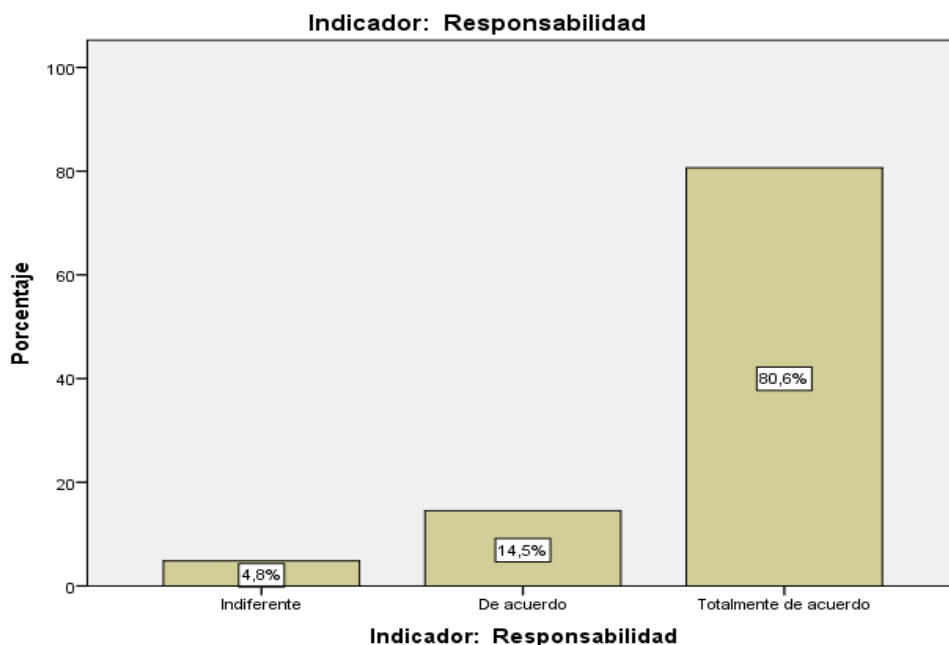 Indicador: Responsabilidad
100
80
60
40
20
0
Porcentaje
4,8%
14,5%
80,6%
Indiferente
De acuerdo
Totalmente de acuerdo
Indicador: Responsabilidad